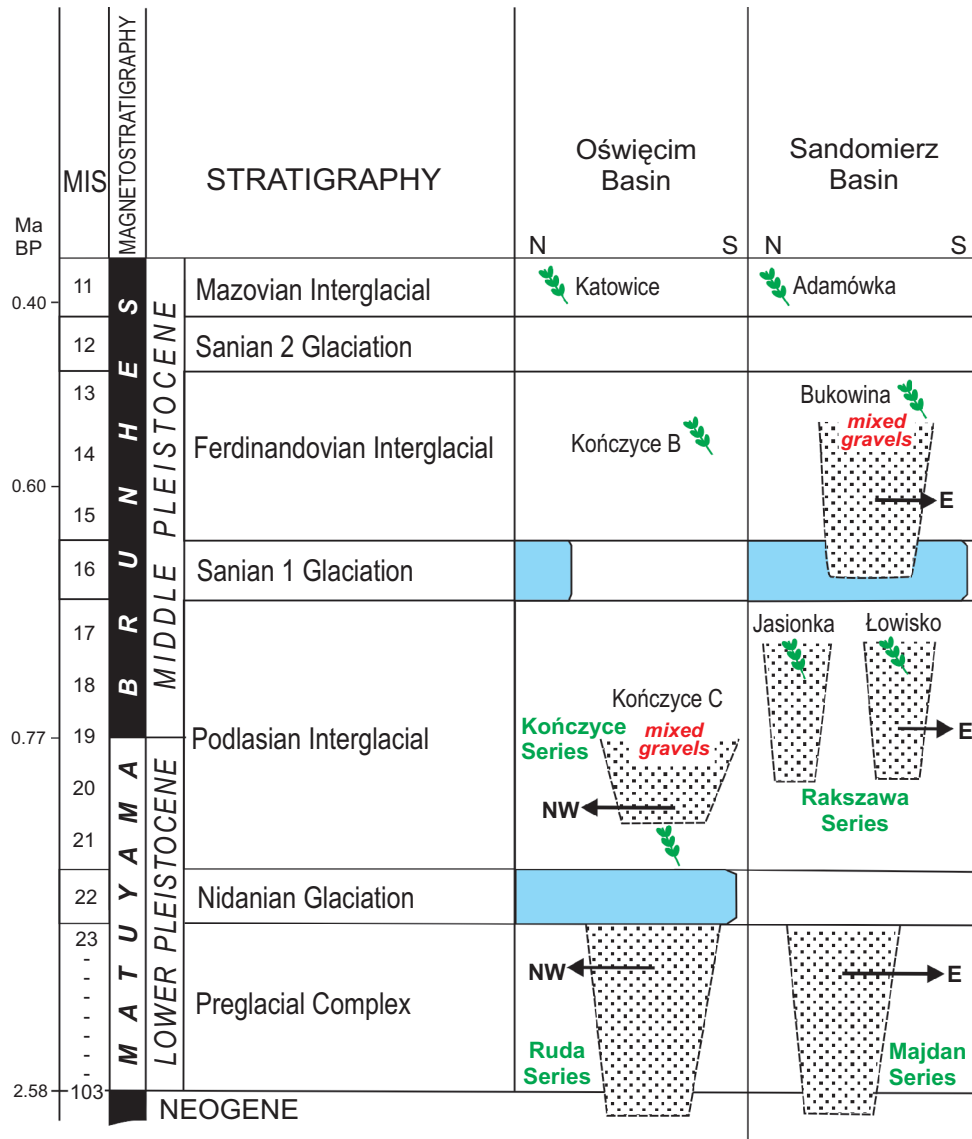 Ma
BP
MIS
MAGNETOSTRATIGRAPHY
STRATIGRAPHY
Oświęcim
Basin
N
S
Sandomierz
Basin
N
S
BRUNHES
MATUYAMA
MIDDLE PLEISTOCENE
LOWER PLEISTOCENE
11
0.40
Mazovian Interglacial
Katowice
Adamówka
12
Sanian 2 Glaciation
13
14
0.60
15
Ferdinandovian Interglacial
Kończyce B
Bukowina
mixed
gravels
E
16
Sanian 1 Glaciation
17
18
0.77
19
20
21
Podlasian Interglacial
Kończyce C
Kończyce
Series
mixed
gravels
NW
Jasionka
Łowisko
E
Rakszawa
Series
22
Nidanian Glaciation
23
-
-
-
-
-
-
Preglacial Complex
NW
Ruda
Series
E
Majdan
Series
2.58
103
NEOGENE